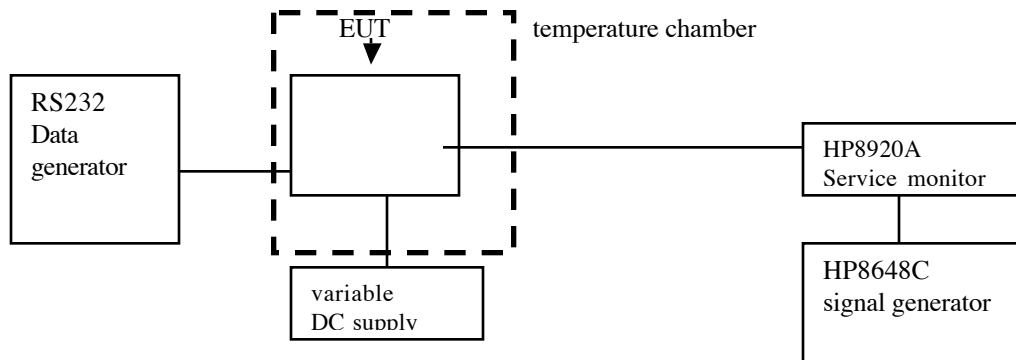 EUT
temperature chamber
RS232
Data
generator
HP8920A
Service monitor
HP8648C
signal generator
variable
DC supply